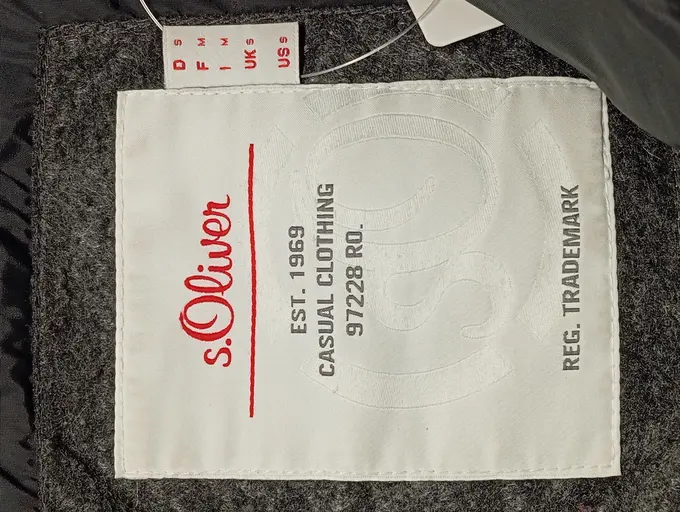 D S
F M
I M
UK S
US S
s.Oliver
EST. 1969
CASUAL CLOTHING
97228 RO.
REG. TRADEMARK